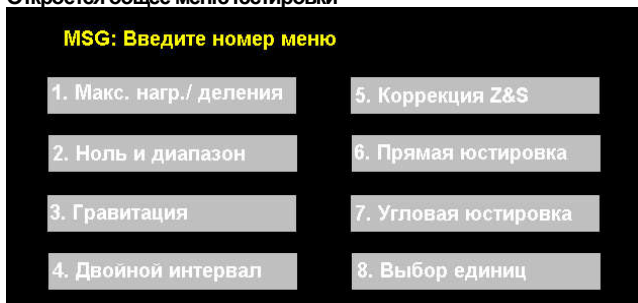 Откроется общее меню юстировки
MSG: Введите номер меню
1. Макс. нагр./ деления
2. Ноль и диапазон
3. Гравитация
4. Двойной интервал
5. Коррекция Z&S
6. Прямая юстировка
7. Угловая юстировка
8. Выбор единиц